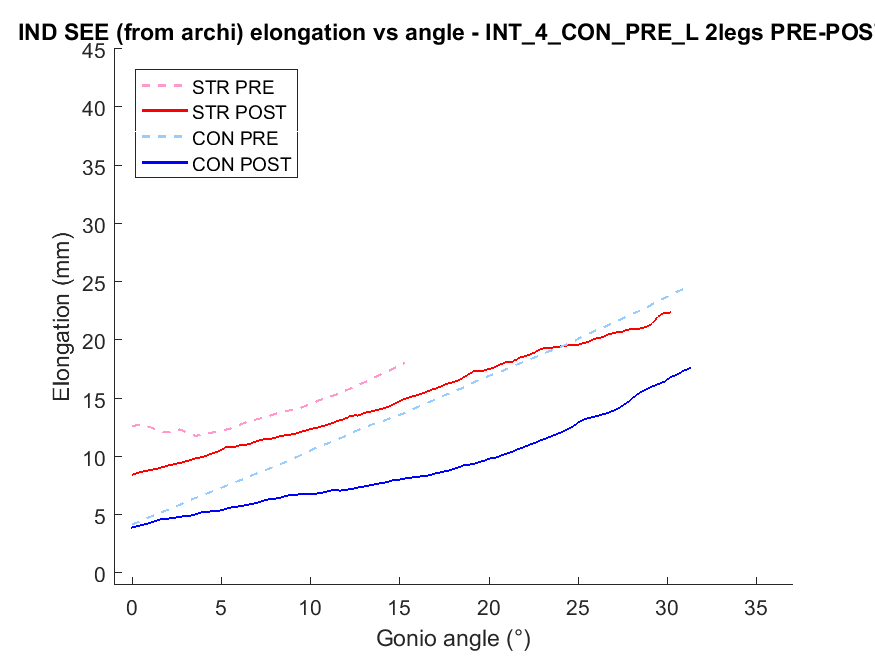 IND SEE (from archi) elongation vs angle - INT_4_CON_PRE_L 2legs PRE-POS
45
40
35
30
25
20
15
10
5
0
Elongation (mm)
STR PRE
STR POST
CON PRE
CON POST
0 5 10 15 20 25 30 35
Gonio angle (°)